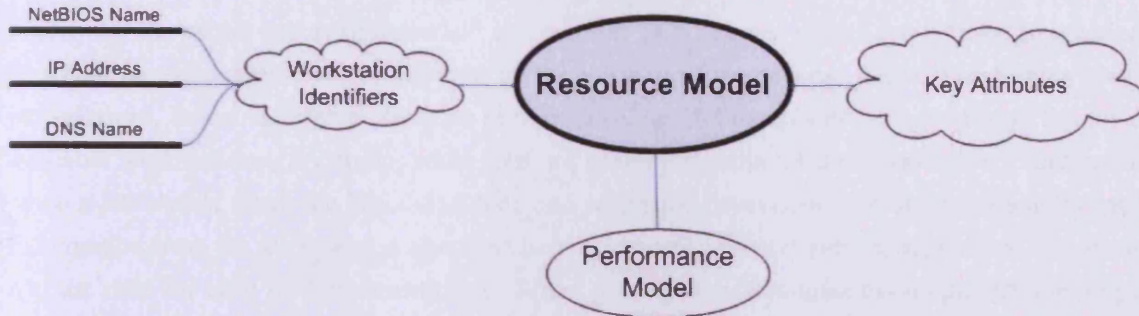 NetBIOS Name
IP Address
DNS Name
Workstation
Identifiers
Resource Model
Key Attributes
Performance
Model